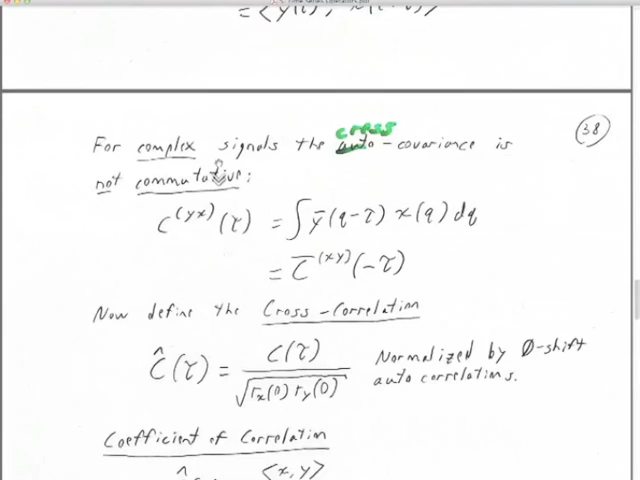 = ⟨y(t),
38
cross
For complex signals the auto-covariance is
not commutative:
C^(yx)(τ) = ∫ȳ(q-τ) x(q) dq
= C̄^(xy)(-τ)
Now define the Cross-Correlation
Ĉ(τ) = C(τ) / √(r_x(0) r_y(0)) Normalized by 0-shift
auto correlations.
Coefficient of Correlation
⟨x,y⟩